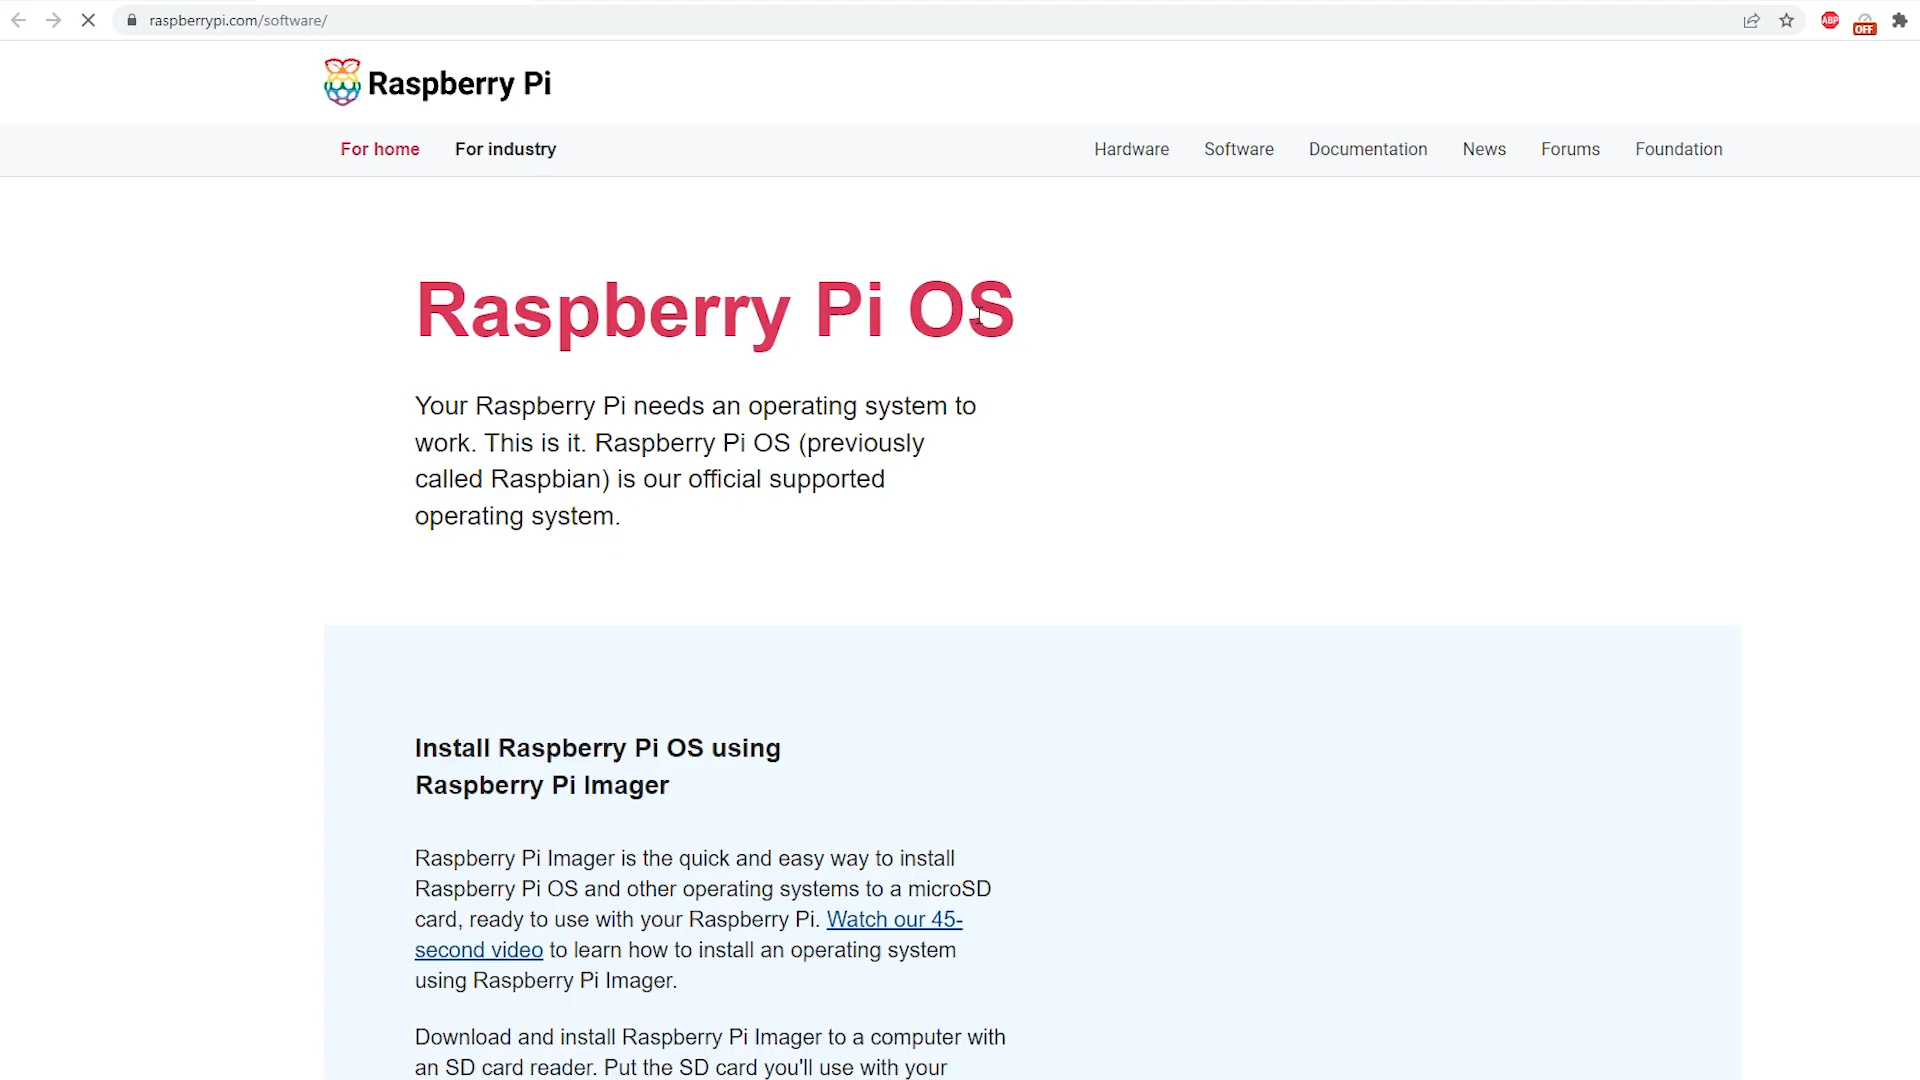 raspberrypi.com/software/
ABP
OFF
Raspberry Pi
For home For industry Hardware Software Documentation News Forums Foundation
Raspberry Pi OS
Your Raspberry Pi needs an operating system to
work. This is it. Raspberry Pi OS (previously
called Raspbian) is our official supported
operating system.
Install Raspberry Pi OS using
Raspberry Pi Imager
Raspberry Pi Imager is the quick and easy way to install
Raspberry Pi OS and other operating systems to a microSD
card, ready to use with your Raspberry Pi. Watch our 45-
second video to learn how to install an operating system
using Raspberry Pi Imager.
Download and install Raspberry Pi Imager to a computer with
an SD card reader. Put the SD card you'll use with your